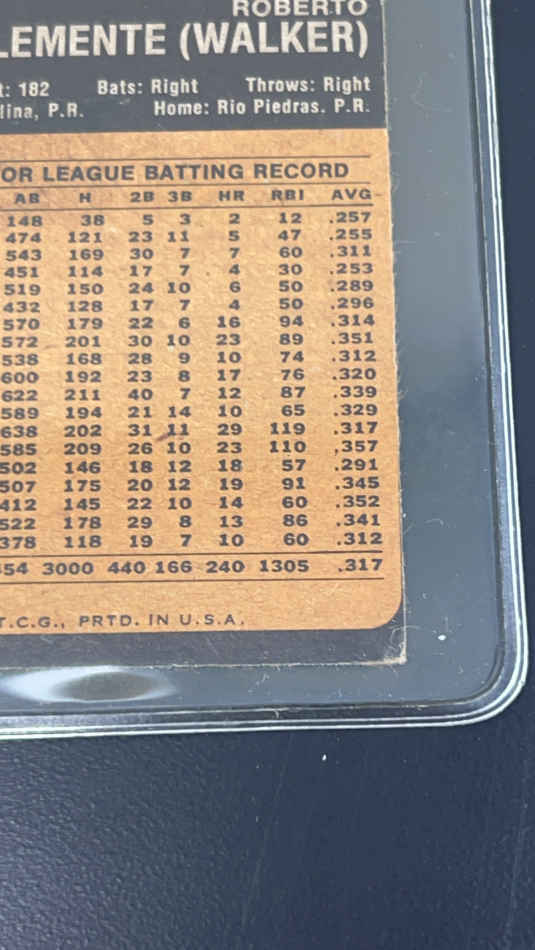 ROBERTO
LEMENTE (WALKER)
t: 182 Bats: Right Throws: Right
lina, P.R. Home: Rio Piedras. P.R.
OR LEAGUE BATTING RECORD
AB H 2B 3B HR RBI AVG
148 38 5 3 2 12 .257
474 121 23 11 5 47 .255
543 169 30 7 7 60 .311
451 114 17 7 4 30 .253
519 150 24 10 6 50 .289
432 128 17 7 4 50 .296
570 179 22 6 16 94 .314
572 201 30 10 23 89 .351
538 168 28 9 10 74 .312
600 192 23 8 17 76 .320
622 211 40 7 12 87 .339
589 194 21 14 10 65 .329
638 202 31 11 29 119 .317
585 209 26 10 23 110 ,357
502 146 18 12 18 57 .291
507 175 20 12 19 91 .345
412 145 22 10 14 60 .352
522 178 29 8 13 86 .341
378 118 19 7 10 60 .312
454 3000 440 166 240 1305 .317
T.C.G., PRTD. IN U.S.A.